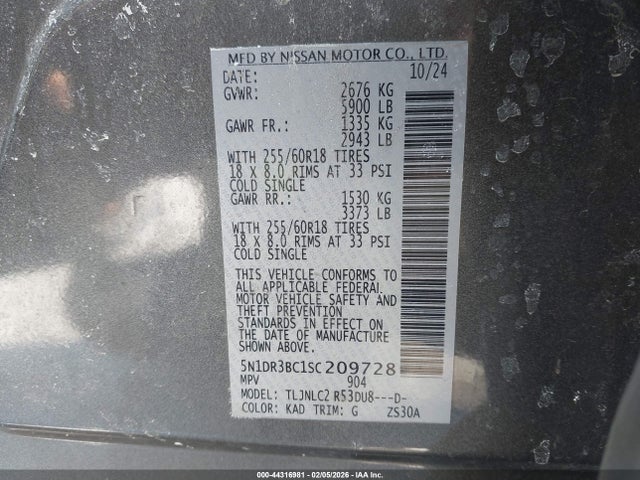 MFD BY NISSAN MOTOR CO., LTD.
DATE: 10/24
GVWR: 2676 KG
5900 LB
GAWR FR.: 1335 KG
2943 LB
WITH 255/60R18 TIRES
18 X 8.0 RIMS AT 33 PSI
COLD SINGLE
GAWR RR.: 1530 KG
3373 LB
WITH 255/60R18 TIRES
18 X 8.0 RIMS AT 33 PSI
COLD SINGLE
THIS VEHICLE CONFORMS TO
ALL APPLICABLE FEDERAL
MOTOR VEHICLE SAFETY AND
THEFT PREVENTION
STANDARDS IN EFFECT ON
THE DATE OF MANUFACTURE
SHOWN ABOVE.
5N1DR3BC1SC209728
MPV 904
MODEL: TLJNLC2 R53DU8---D-
COLOR: KAD TRIM: G ZS30A
000-44316981 - 02/05/2026 - IAA Inc.